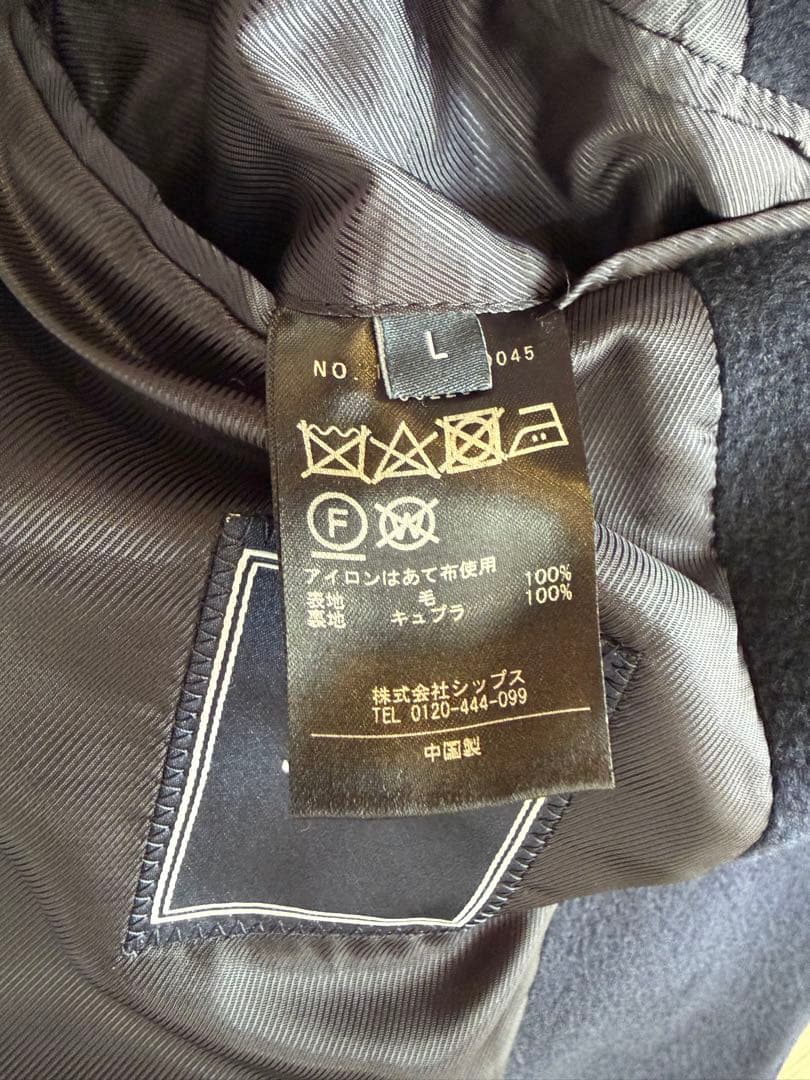 L
NO. 0045
F
W
アイロンはあて布使用
表地 毛 100%
裏地 キュプラ 100%
株式会社シップス
TEL 0120-444-099
中国製